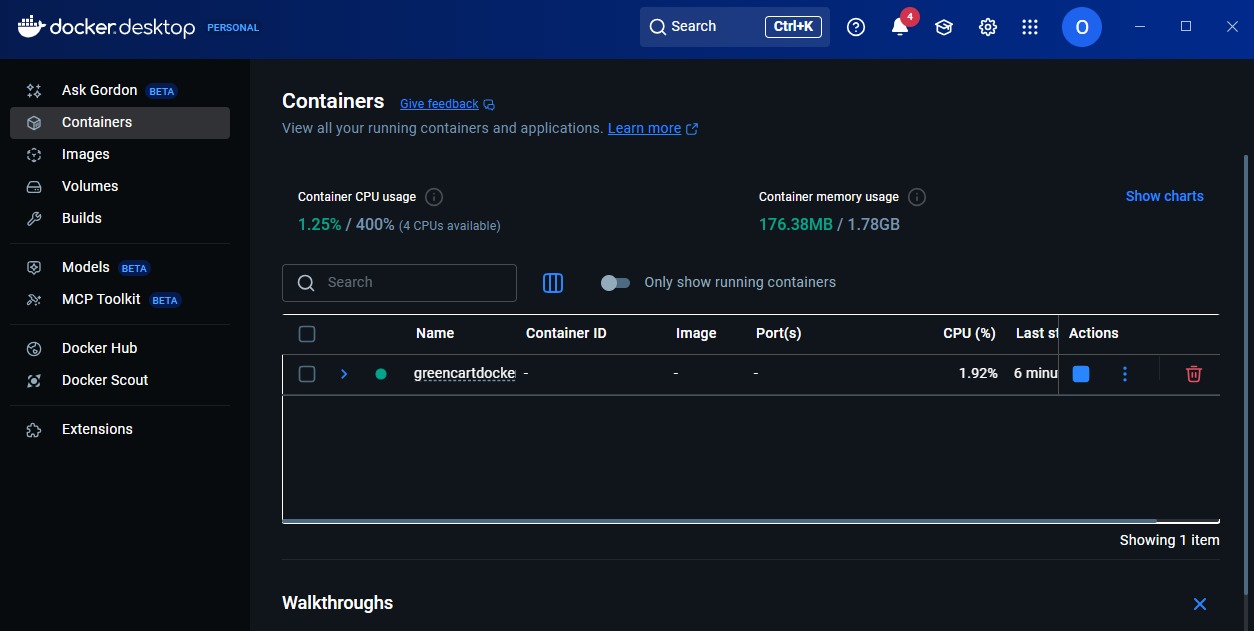 docker.desktop PERSONAL
Search Ctrl+K
4
O
Ask Gordon BETA
Containers
Images
Volumes
Builds
Models BETA
MCP Toolkit BETA
Docker Hub
Docker Scout
Extensions
Containers Give feedback
View all your running containers and applications. Learn more
Container CPU usage
1.25% / 400% (4 CPUs available)
Container memory usage
176.38MB / 1.78GB
Show charts
Search
Only show running containers
Name Container ID Image Port(s) CPU (%) Last st Actions
greencartdocke - - - 1.92% 6 minu
Showing 1 item
Walkthroughs